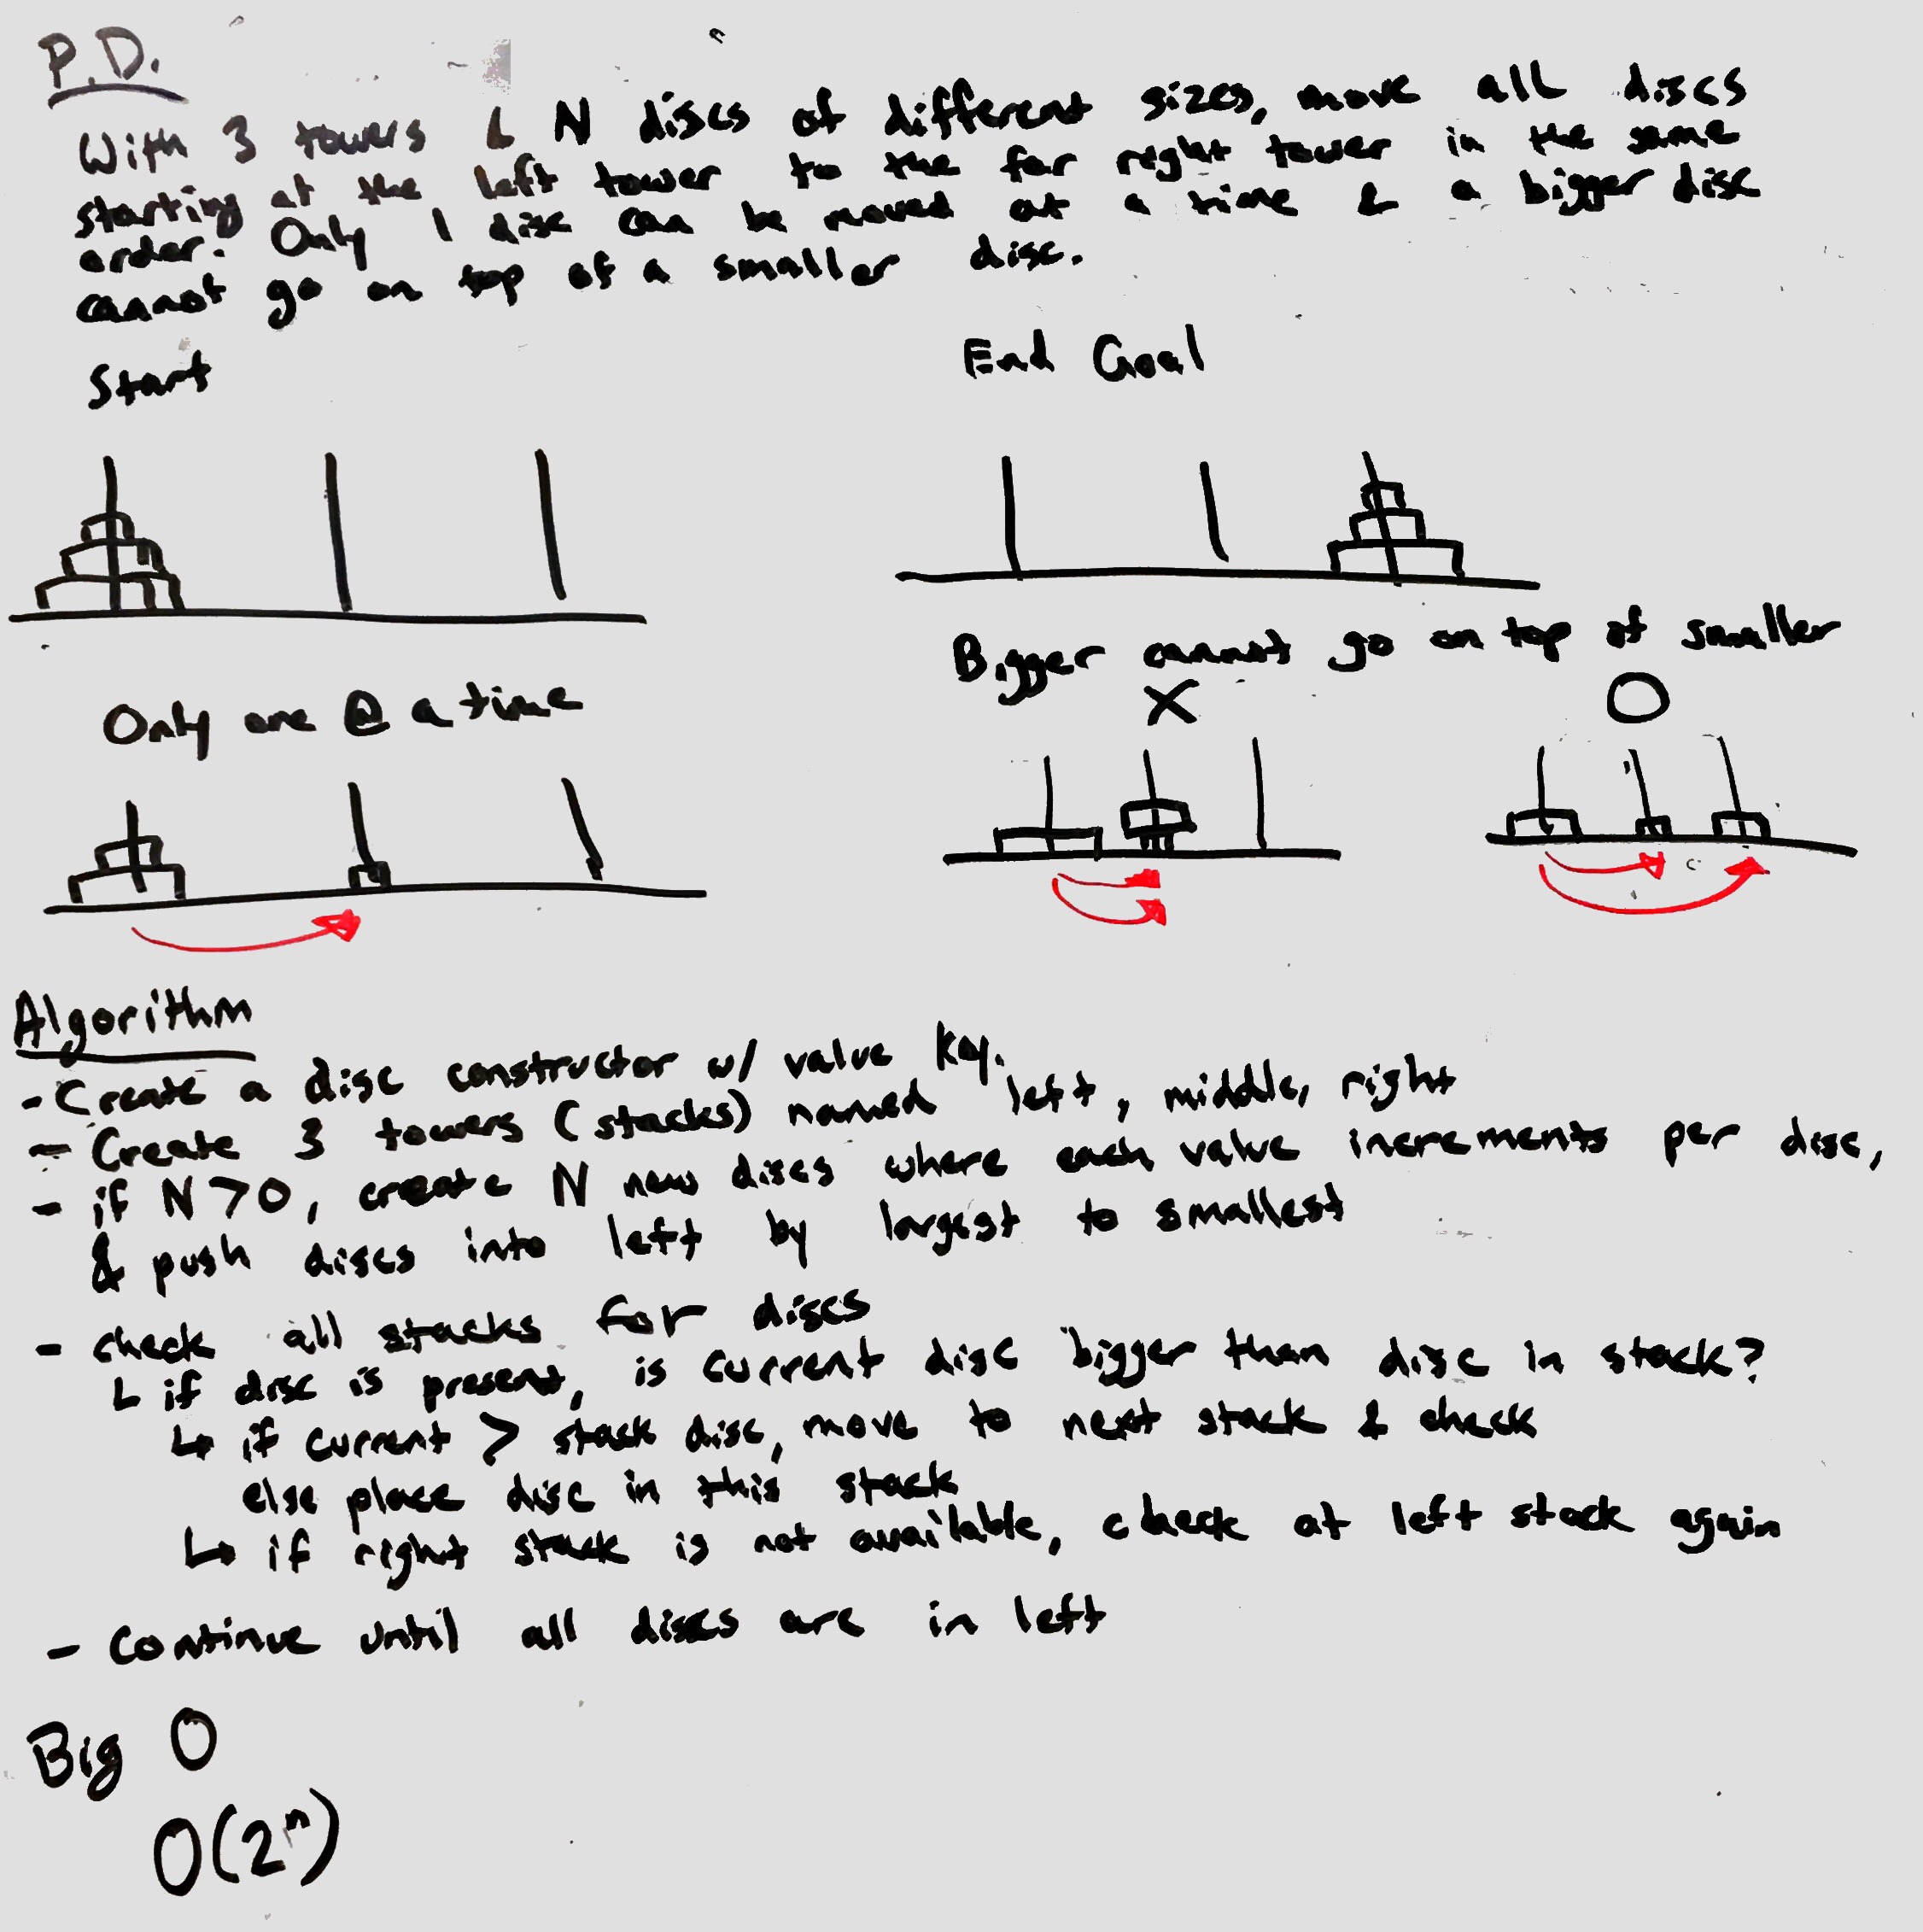 P.D.
With 3 towers & N discs of different sizes, move all discs
starting at the left tower to the far right tower in the same
order. Only 1 disc can be moved at a time & a bigger disc
cannot go on top of a smaller disc.
Start
End Goal
Only one @ a time
Bigger cannot go on top of smaller
X O
Algorithm
- Create a disc constructor w/ value key.
- Create 3 towers (stacks) named left, middle, right
- if N > 0, create N new discs where each value increments per disc,
& push discs into left by largest to smallest
- check all stacks for discs
↳ if disc is present, is current disc bigger than disc in stack?
↳ if current > stack disc, move to next stack & check
else place disc in this stack
↳ if right stack is not available, check at left stack again
- Continue until all discs are in left
Big O
O(2ⁿ)